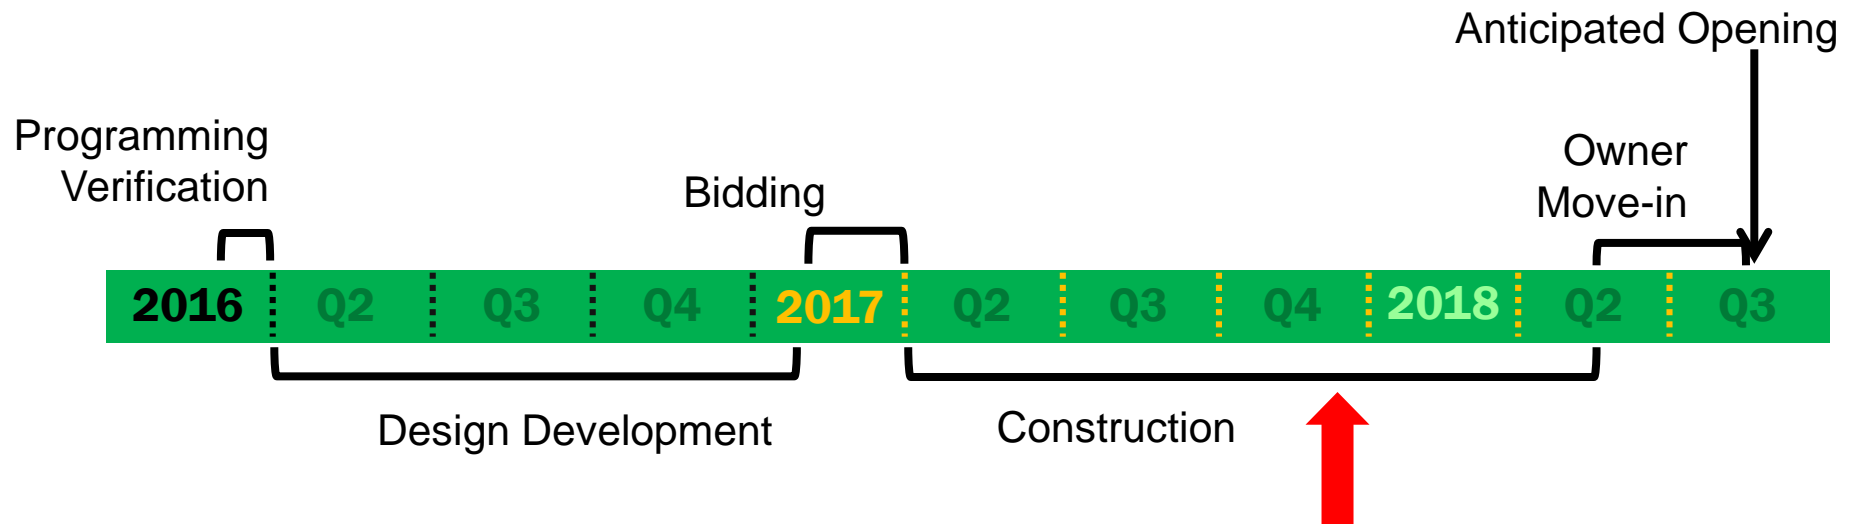 Anticipated Opening
Programming
Verification
Bidding
Owner
Move-in
2016 Q2 Q3 Q4 2017 Q2 Q3 Q4 2018 Q2 Q3
Design Development
Construction